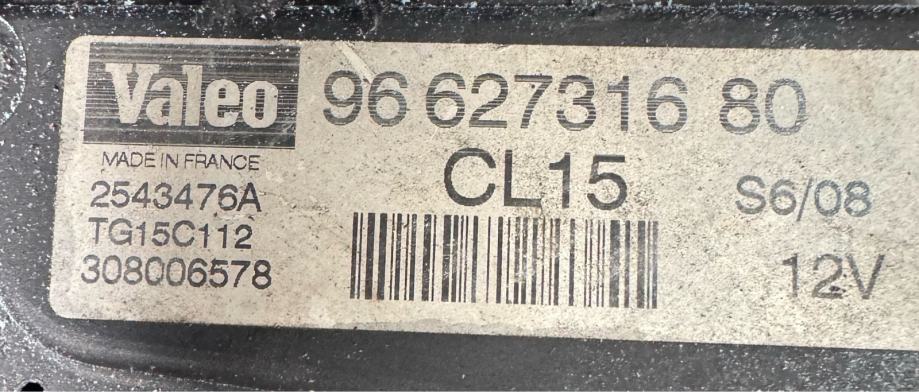 Valeo
96 627316 80
MADE IN FRANCE
CL15
2543476A
S6/08
TG15C112
308006578
12V